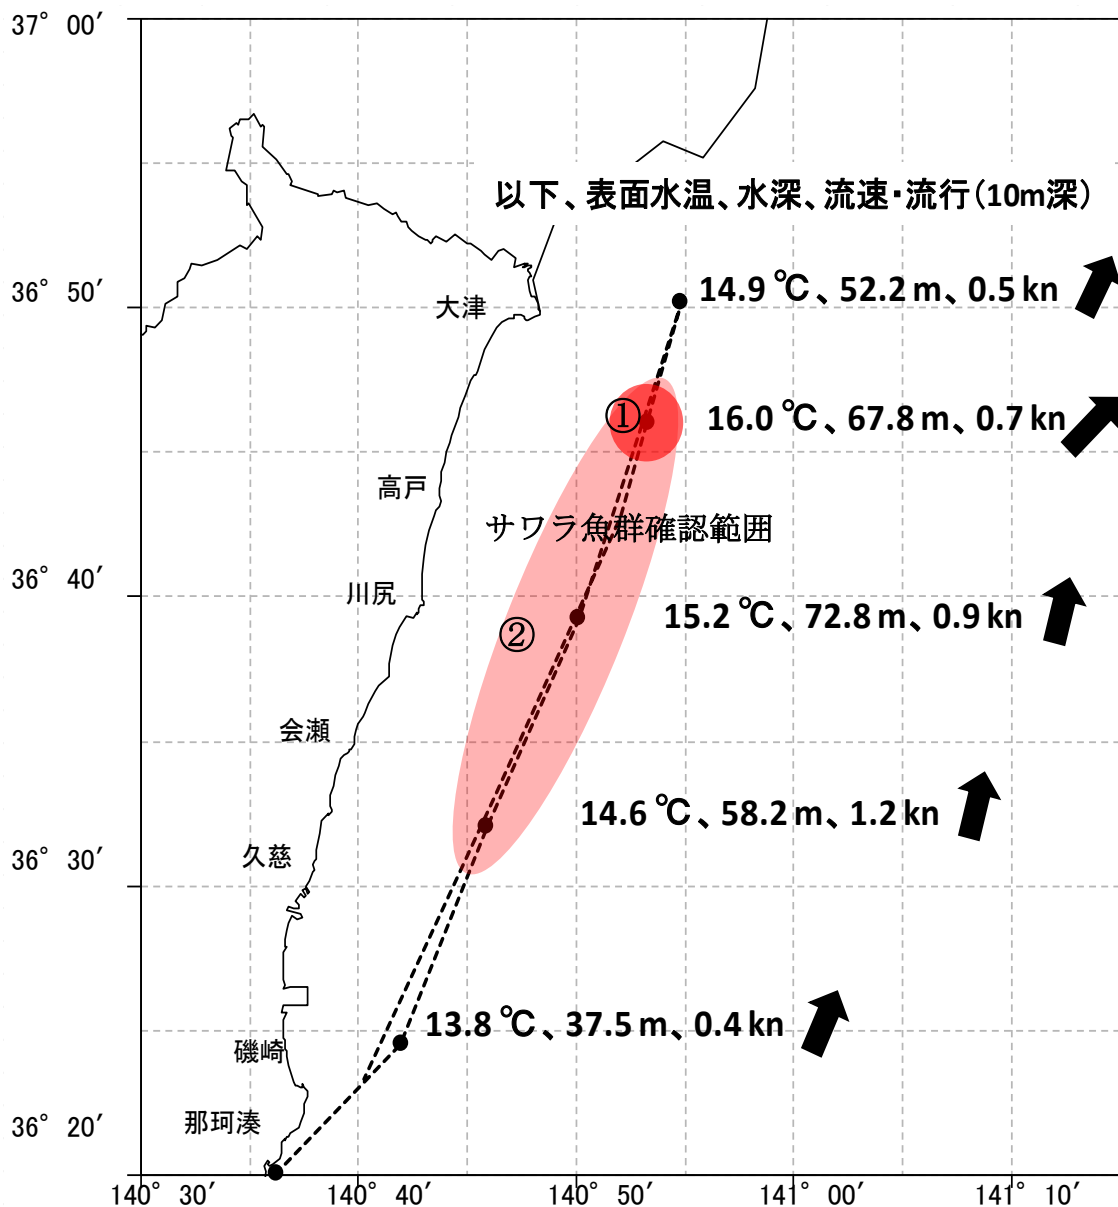 37° 00′
以下、表面水温、水深、流速・流行(10m深)
36° 50′
大津
14.9 ℃、52.2 m、0.5 kn
①
16.0 ℃、67.8 m、0.7 kn
高戸
サワラ魚群確認範囲
36° 40′
川尻
15.2 ℃、72.8 m、0.9 kn
②
会瀬
14.6 ℃、58.2 m、1.2 kn
36° 30′
久慈
13.8 ℃、37.5 m、0.4 kn
磯崎
36° 20′
那珂湊
140° 30′ 140° 40′ 140° 50′ 141° 00′ 141° 10′